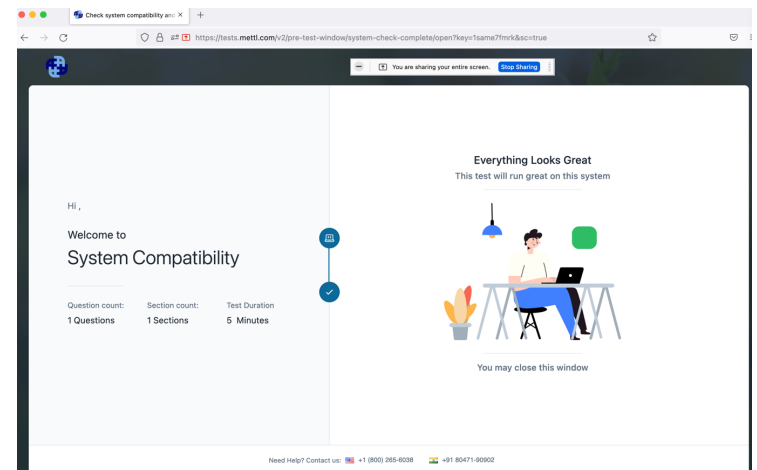 Check system compatibility and
https://tests.mettl.com/v2/pre-test-window/system-check-complete/open?key=1same7fmrk&sc=true
You are sharing your entire screen. Stop Sharing
Everything Looks Great
This test will run great on this system
Hi ,
Welcome to
System Compatibility
Question count: Section count: Test Duration
1 Questions 1 Sections 5 Minutes
You may close this window
Need Help? Contact us: +1 (800) 265-6038 +91 80471-90902